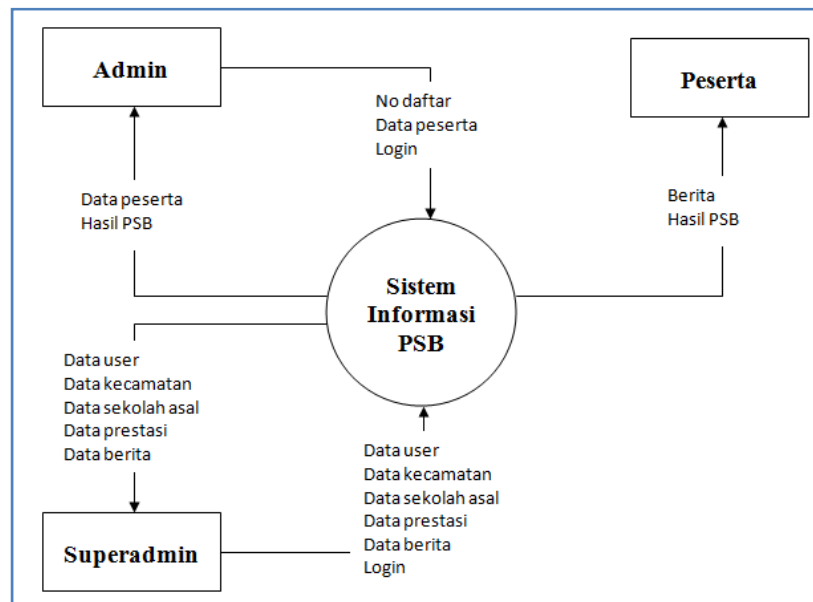 Admin
Peserta
No daftar
Data peserta
Login
Data peserta
Hasil PSB
Berita
Hasil PSB
Sistem
Informasi
PSB
Data user
Data kecamatan
Data sekolah asal
Data prestasi
Data berita
Data user
Data kecamatan
Data sekolah asal
Data prestasi
Data berita
Login
Superadmin